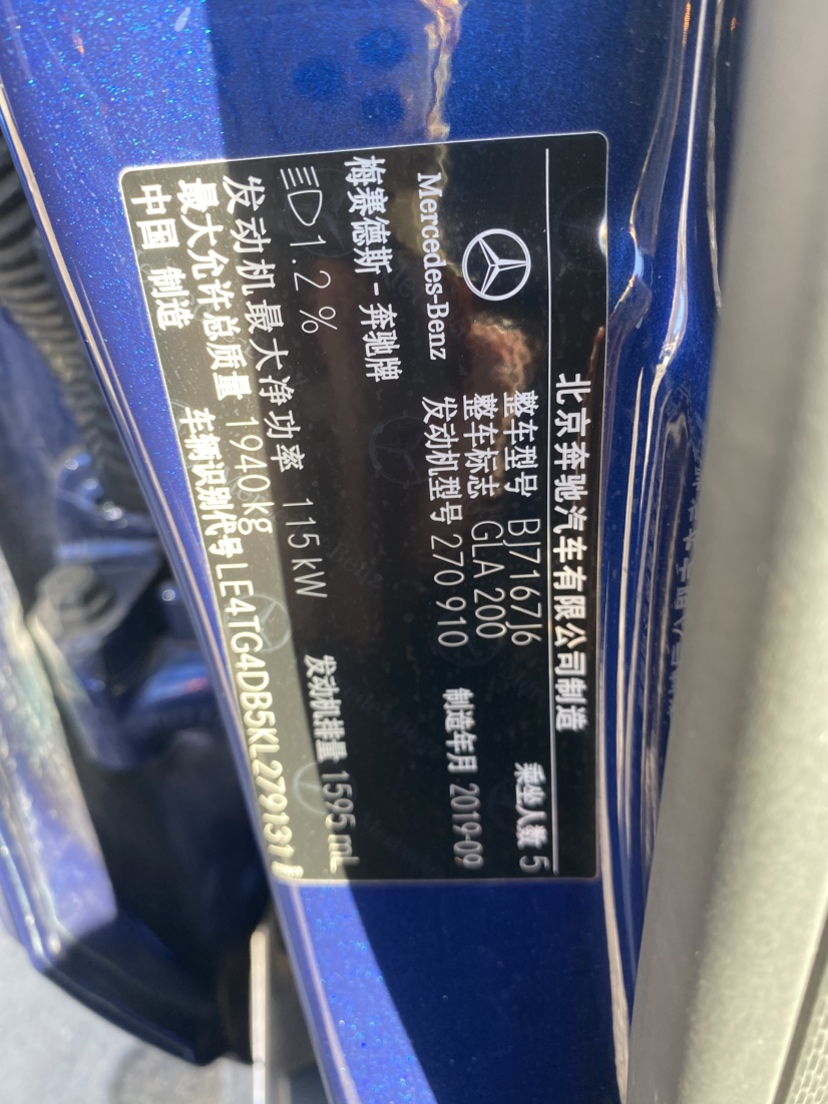 北京奔驰汽车有限公司制造
Mercedes-Benz
整车型号 BJ7167J6 乘坐人数 5
整车标志 GLA 200
发动机型号 270 910 制造年月 2019-09
梅赛德斯-奔驰牌
1.2% 发动机排量 1595 mL
发动机最大净功率 115 kW
最大允许总质量 1940 kg
中国 制造 车辆识别代号 LE4TG4DB5KL279131